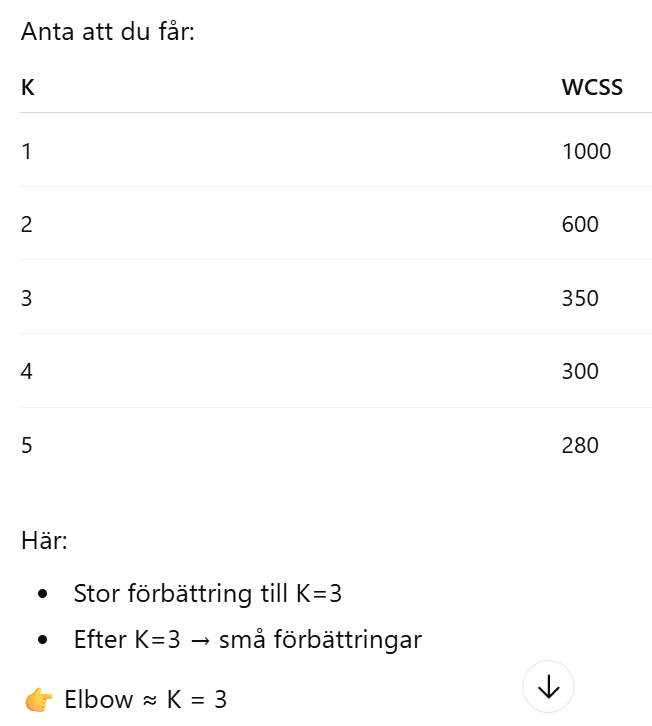 Anta att du får:
K WCSS
1 1000
2 600
3 350
4 300
5 280
Här:
• Stor förbättring till K=3
• Efter K=3 → små förbättringar
👉 Elbow ≈ K = 3